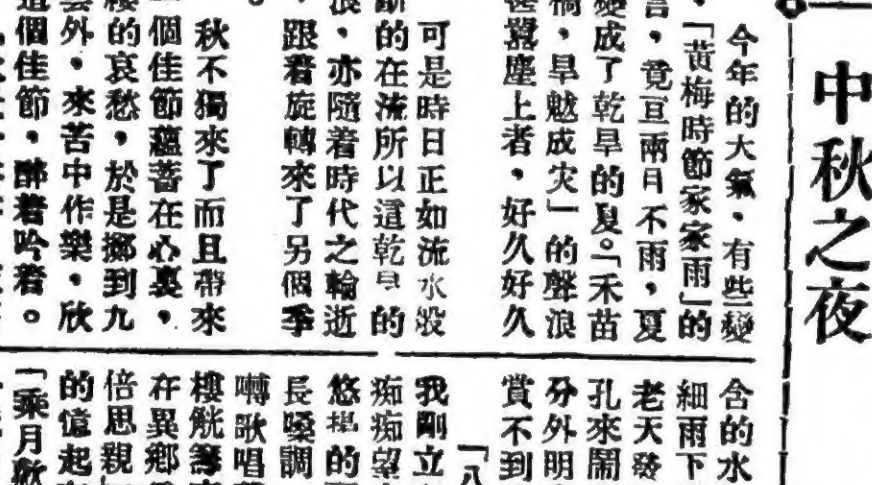 中秋之夜
今年的大氣，有些變
，「黃梅時節家家雨」的
言，竟亘兩月不雨，夏
變成了乾旱的夏。「禾苗
槁，旱魃成灾」的聲浪
甚囂塵上者，好久好久
可是時日正如流水般
斷的在流所以這乾旱的
浪，亦隨着時代之輪逝
，跟着旋轉來了另個季
。
秋不獨來了而且帶來
個佳節蘊蓄在心裏，
樓的哀愁，於是擲到九
雲外，來苦中作樂，欣
這個佳節，醉着吟着。
含的水
細雨下
老天發
孔來鬧
分外明
賞不到
「八
我剛立
痴痴望
悠揚的
長嗓調
囀歌唱
樓觥籌
在異鄉
倍思親
的憶起
「乘月